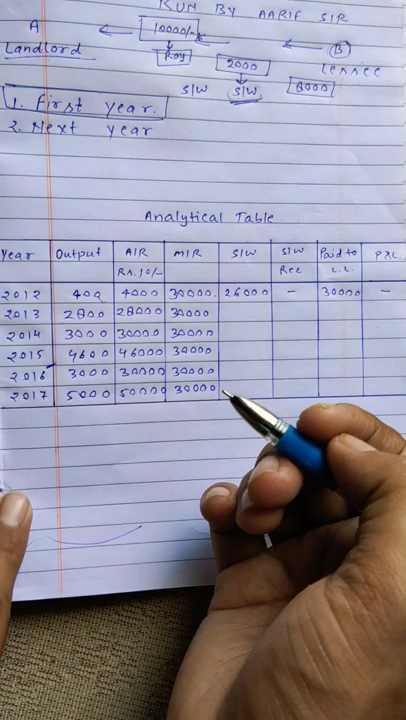 RUN BY AARIF SIR
A
10000/-
B
Landlord
Roy
2000
Lessee
S/W
S/W
8000
1. First year.
2. Next year
Analytical Table
Year Output AIR MIR S/W S/W Paid to P&L
Rs.10/- Rec L.L.
2012 400 4000 30000. 26000 - 30000 -
2013 2800 28000 30000
2014 3000 30000 30000
2015 4600 46000 30000
2016 3000 30000 30000
2017 5000 50000 30000